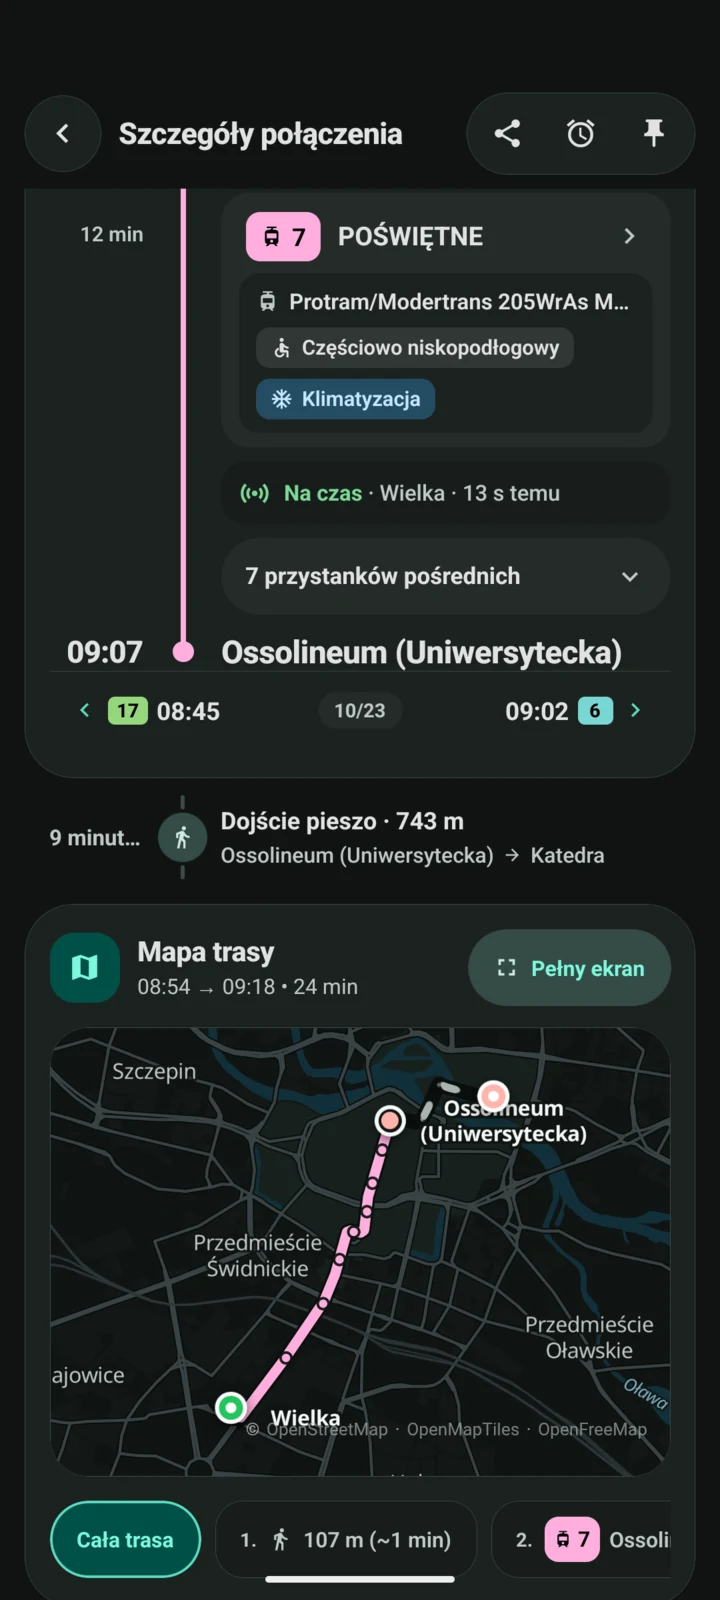 Szczegóły połączenia
12 min
7 POŚWIĘTNE
Protram/Modertrans 205WrAs M...
Częściowo niskopodłogowy
Klimatyzacja
Na czas · Wielka · 13 s temu
7 przystanków pośrednich
09:07 Ossolineum (Uniwersytecka)
17 08:45 10/23 09:02 6
Dojście pieszo · 743 m
9 minut...
Ossolineum (Uniwersytecka) → Katedra
Mapa trasy
08:54 → 09:18 • 24 min
Pełny ekran
Szczepin
Ossolineum
(Uniwersytecka)
Przedmieście
Świdnickie
Przedmieście
Oławskie
ajowice
Oława
Wielka
© OpenStreetMap · OpenMapTiles · OpenFreeMap
Cała trasa
1. 107 m (~1 min)
2. 7 Ossoli